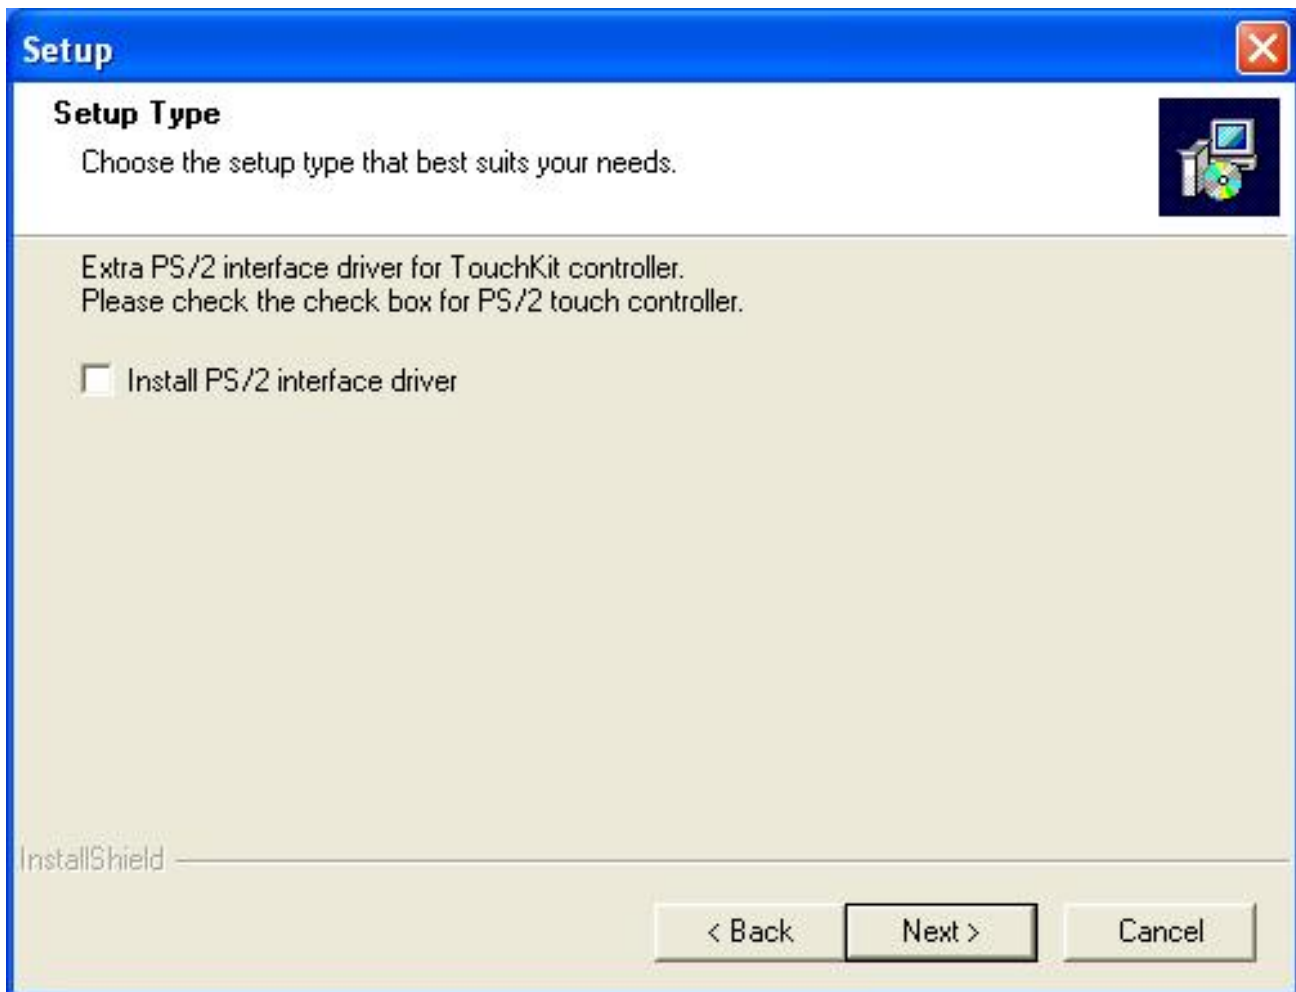 Setup
Setup Type
Choose the setup type that best suits your needs.
Extra PS/2 interface driver for TouchKit controller.
Please check the check box for PS/2 touch controller.
Install PS/2 interface driver
InstallShield
< Back Next > Cancel